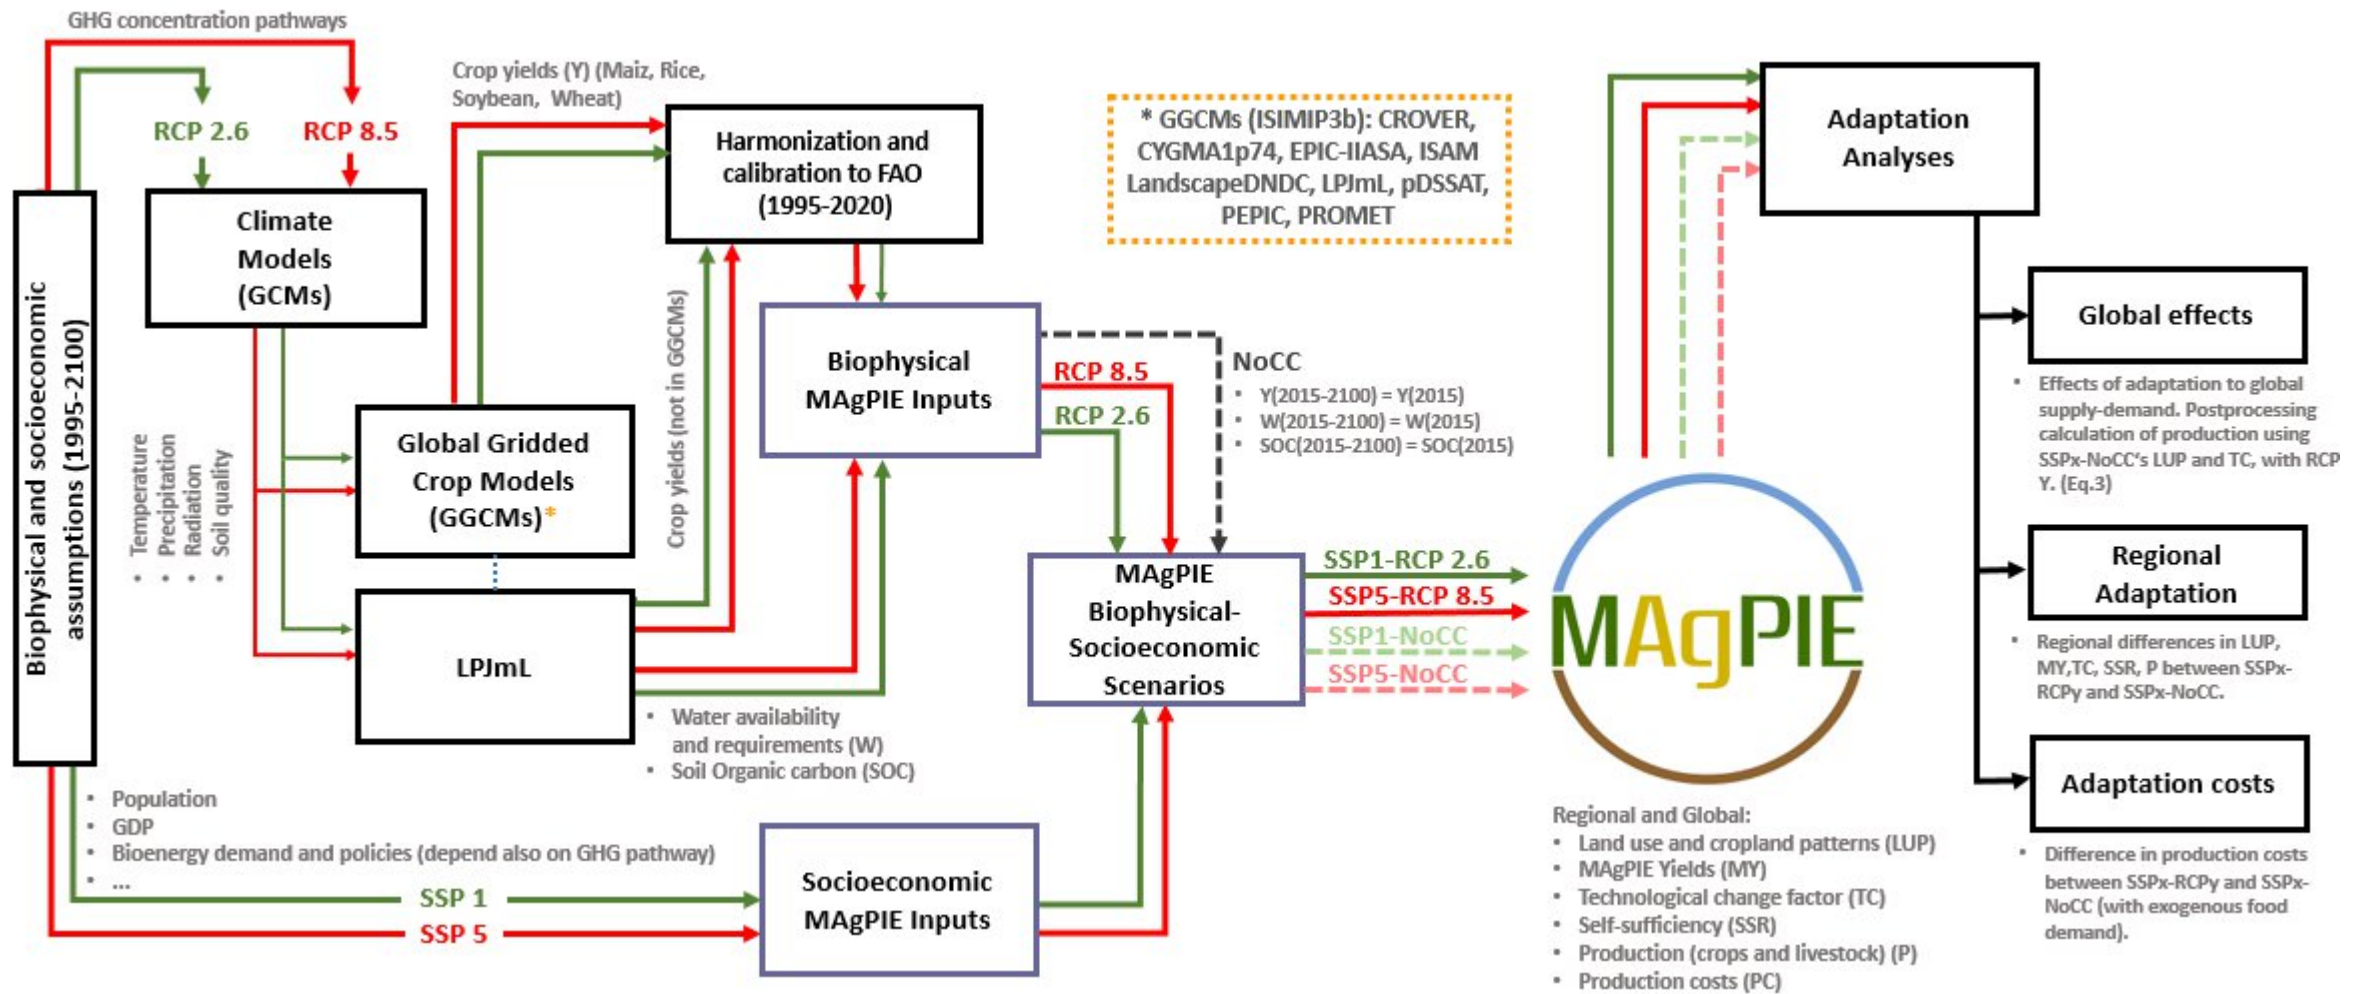 GHG concentration pathways
RCP 2.6
RCP 8.5
Biophysical and socioeconomic
assumptions (1995-2100)
Climate
Models
(GCMs)
• Temperature
• Precipitation
• Radiation
• Soil quality
Crop yields (Y) (Maiz, Rice,
Soybean, Wheat)
Global Gridded
Crop Models
(GGCMs)*
LPJmL
Crop yields (not in GGCMs)
Harmonization and
calibration to FAO
(1995-2020)
• Water availability
and requirements (W)
• Soil Organic carbon (SOC)
• Population
• GDP
• Bioenergy demand and policies (depend also on GHG pathway)
• ...
SSP 1
SSP 5
Biophysical
MAgPIE Inputs
Socioeconomic
MAgPIE Inputs
* GGCMs (ISIMIP3b): CROVER,
CYGMA1p74, EPIC-IIASA, ISAM
LandscapeDNDC, LPJmL, pDSSAT,
PEPIC, PROMET
RCP 8.5
RCP 2.6
NoCC
• Y(2015-2100) = Y(2015)
• W(2015-2100) = W(2015)
• SOC(2015-2100) = SOC(2015)
MAgPIE
Biophysical-
Socioeconomic
Scenarios
SSP1-RCP 2.6
SSP5-RCP 8.5
SSP1-NoCC
SSP5-NoCC
MAgPIE
Regional and Global:
• Land use and cropland patterns (LUP)
• MAgPIE Yields (MY)
• Technological change factor (TC)
• Self-sufficiency (SSR)
• Production (crops and livestock) (P)
• Production costs (PC)
Adaptation
Analyses
Global effects
• Effects of adaptation to global
supply-demand. Postprocessing
calculation of production using
SSPx-NoCC's LUP and TC, with RCP
Y. (Eq.3)
Regional
Adaptation
• Regional differences in LUP,
MY,TC, SSR, P between SSPx-
RCPy and SSPx-NoCC.
Adaptation costs
• Difference in production costs
between SSPx-RCPy and SSPx-
NoCC (with exogenous food
demand).